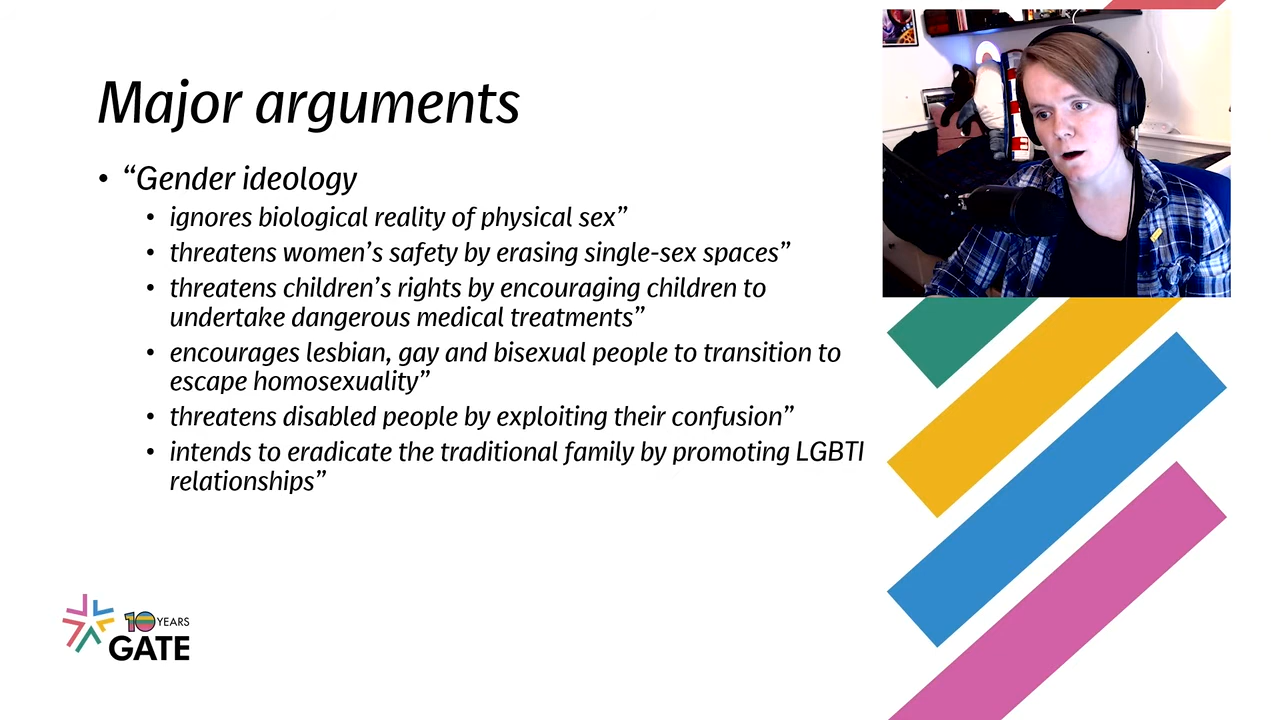 Major arguments
• “Gender ideology
• ignores biological reality of physical sex”
• threatens women’s safety by erasing single-sex spaces”
• threatens children’s rights by encouraging children to
undertake dangerous medical treatments”
• encourages lesbian, gay and bisexual people to transition to
escape homosexuality”
• threatens disabled people by exploiting their confusion”
• intends to eradicate the traditional family by promoting LGBTI
relationships”
10 YEARS
GATE